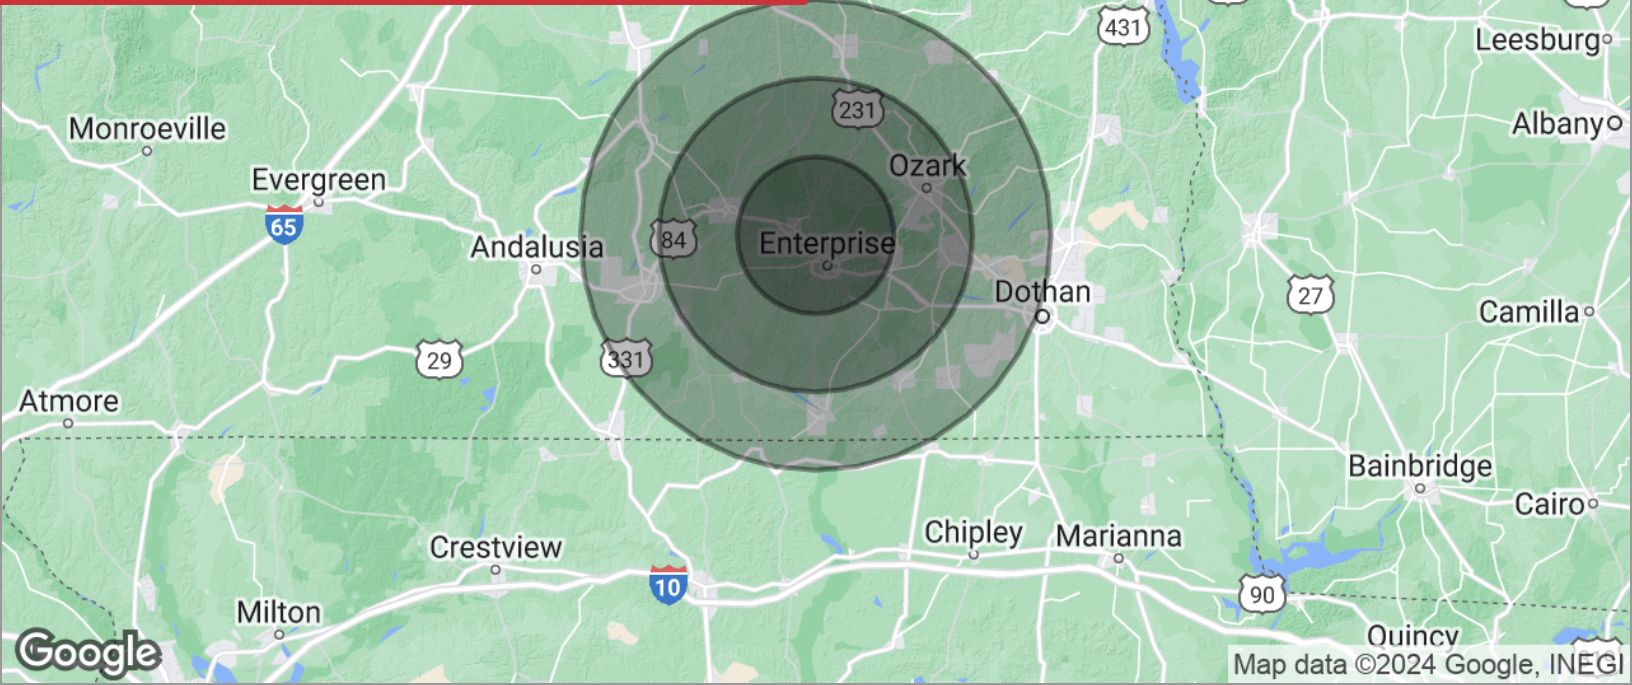 431
Leesburg
231
Monroeville
Albany
Ozark
Evergreen
65
84
Enterprise
Andalusia
Dothan
27
Camilla
29
331
Atmore
Bainbridge
Cairo
Chipley
Marianna
Crestview
10
90
Milton
Quincy
Google
Map data ©2024 Google, INEGI